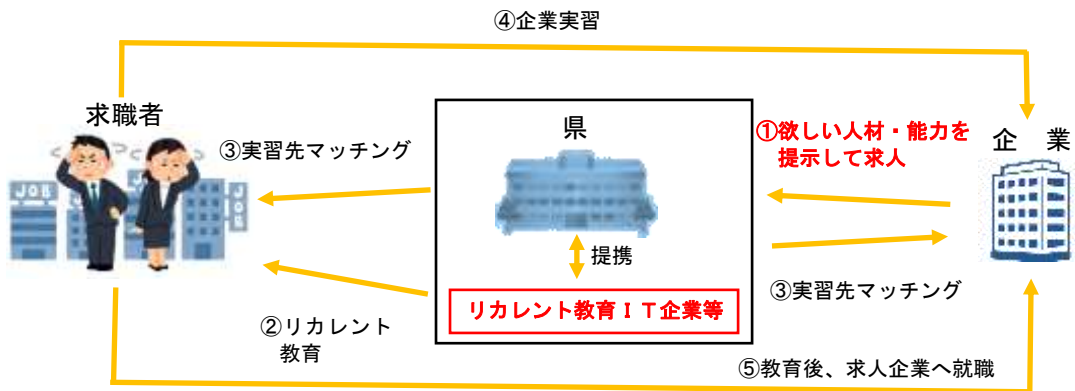 ④企業実習
求職者
県
①欲しい人材・能力を
提示して求人
企　業
③実習先マッチング
JOB
JOB
提携
リカレント教育ＩＴ企業等
③実習先マッチング
②リカレント
教育
⑤教育後、求人企業へ就職